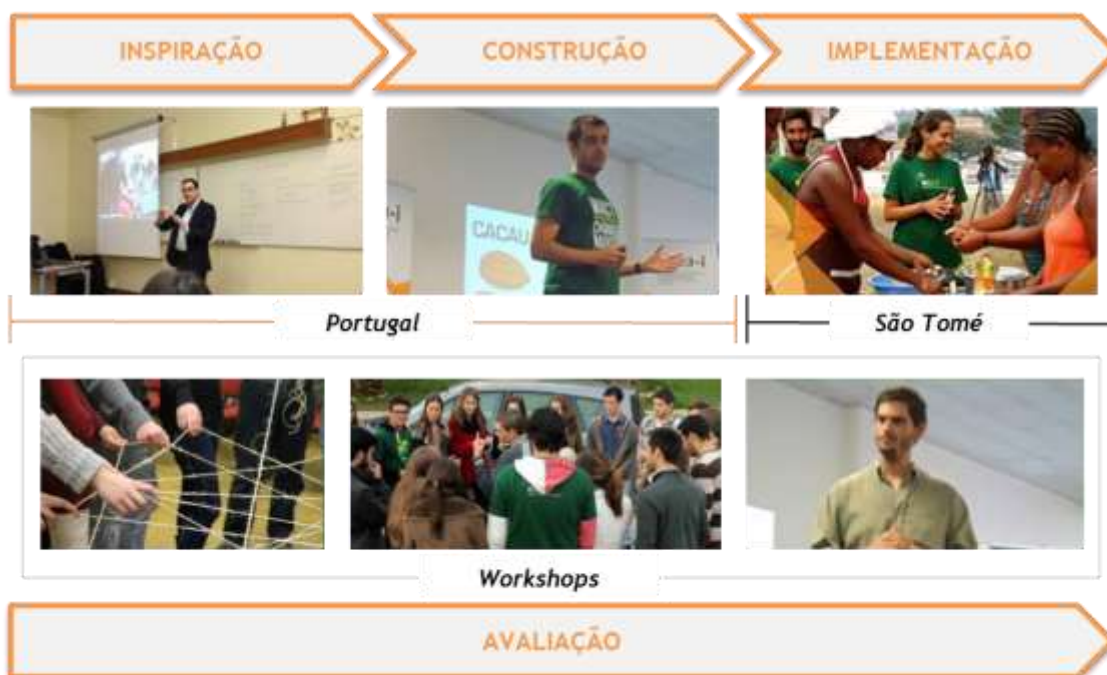 INSPIRAÇÃO
CONSTRUÇÃO
IMPLEMENTAÇÃO
CACAU
Portugal
São Tomé
Workshops
AVALIAÇÃO